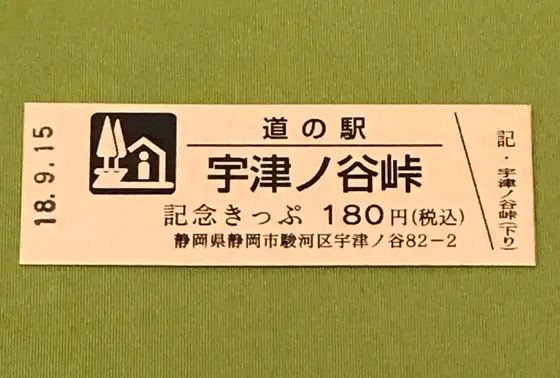 18.9.15
道の駅
宇津ノ谷峠
記念きっぷ 180円(税込)
静岡県静岡市駿河区宇津ノ谷82-2
記・宇津ノ谷峠(下り)